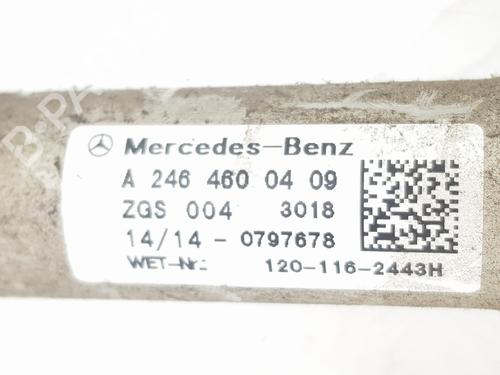 Mercedes-Benz
A 246 460 04 09
ZGS 004 3018
14/14 - 0797678
WET-Nr.: 120-116-2443H